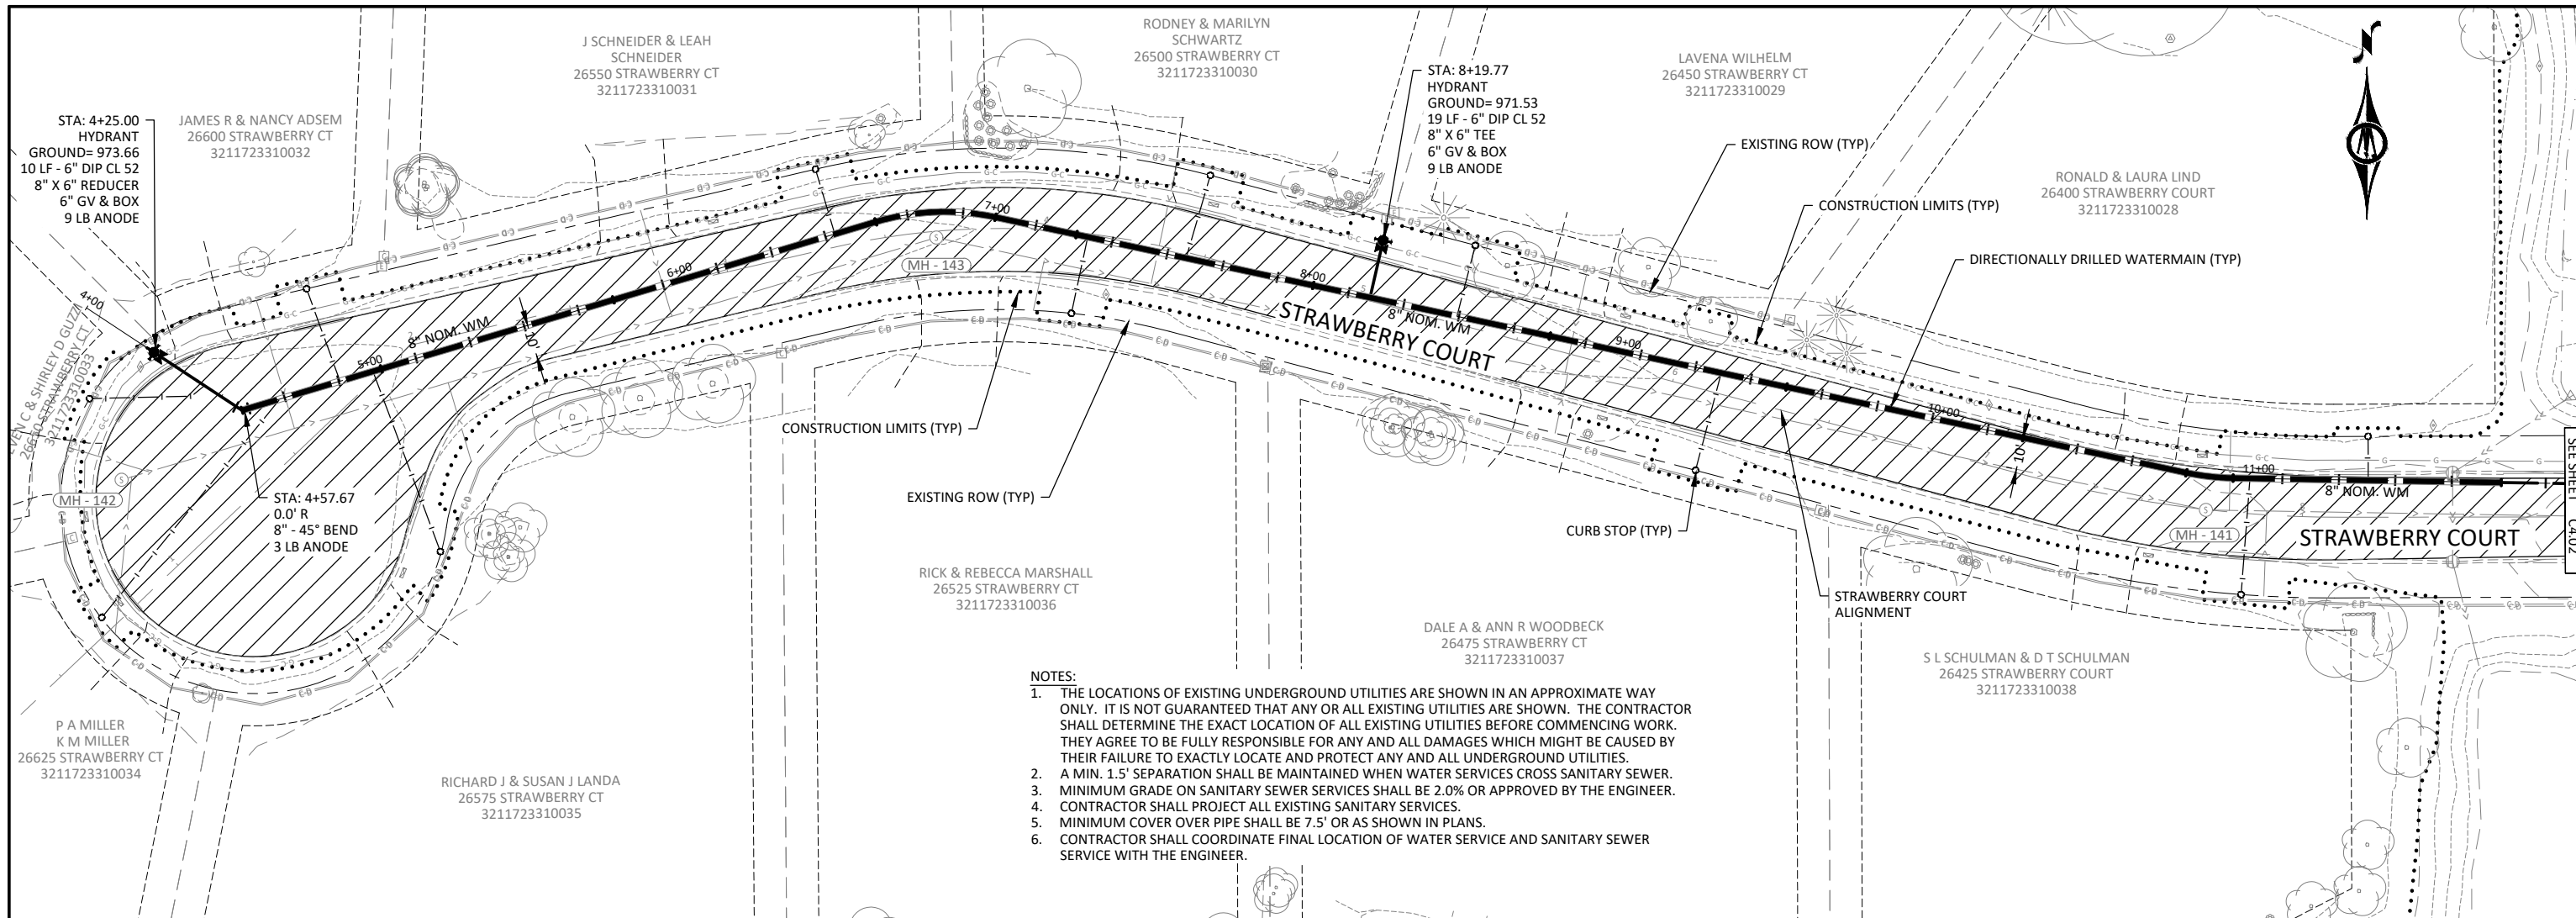 J SCHNEIDER & LEAH
SCHNEIDER
26550 STRAWBERRY CT
3211723310031
RODNEY & MARILYN
SCHWARTZ
26500 STRAWBERRY CT
3211723310030
LAVENA WILHELM
26450 STRAWBERRY CT
3211723310029
STA: 8+19.77
HYDRANT
GROUND= 971.53
19 LF - 6" DIP CL 52
8" X 6" TEE
6" GV & BOX
9 LB ANODE
STA: 4+25.00
HYDRANT
GROUND= 973.66
10 LF - 6" DIP CL 52
8" X 6" REDUCER
6" GV & BOX
9 LB ANODE
JAMES R & NANCY ADSEM
26600 STRAWBERRY CT
3211723310032
EXISTING ROW (TYP)
RONALD & LAURA LIND
26400 STRAWBERRY COURT
3211723310028
CONSTRUCTION LIMITS (TYP)
DIRECTIONALLY DRILLED WATERMAIN (TYP)
4+00
5+00
6+00
7+00
8+00
9+00
10+00
11+00
8" NOM. WM
8" NOM. WM
8" NOM. WM
10'
10'
MH - 143
MH - 142
MH - 141
STRAWBERRY COURT
STRAWBERRY COURT
& SHIRLEY D
3211723310033
CONSTRUCTION LIMITS (TYP)
EXISTING ROW (TYP)
STA: 4+57.67
0.0' R
8" - 45° BEND
3 LB ANODE
CURB STOP (TYP)
STRAWBERRY COURT
ALIGNMENT
SEE SHEET C4.02
RICK & REBECCA MARSHALL
26525 STRAWBERRY CT
3211723310036
DALE A & ANN R WOODBECK
26475 STRAWBERRY CT
3211723310037
S L SCHULMAN & D T SCHULMAN
26425 STRAWBERRY COURT
3211723310038
P A MILLER
K M MILLER
26625 STRAWBERRY CT
3211723310034
RICHARD J & SUSAN J LANDA
26575 STRAWBERRY CT
3211723310035
NOTES:
1. THE LOCATIONS OF EXISTING UNDERGROUND UTILITIES ARE SHOWN IN AN APPROXIMATE WAY
ONLY. IT IS NOT GUARANTEED THAT ANY OR ALL EXISTING UTILITIES ARE SHOWN. THE CONTRACTOR
SHALL DETERMINE THE EXACT LOCATION OF ALL EXISTING UTILITIES BEFORE COMMENCING WORK.
THEY AGREE TO BE FULLY RESPONSIBLE FOR ANY AND ALL DAMAGES WHICH MIGHT BE CAUSED BY
THEIR FAILURE TO EXACTLY LOCATE AND PROTECT ANY AND ALL UNDERGROUND UTILITIES.
2. A MIN. 1.5' SEPARATION SHALL BE MAINTAINED WHEN WATER SERVICES CROSS SANITARY SEWER.
3. MINIMUM GRADE ON SANITARY SEWER SERVICES SHALL BE 2.0% OR APPROVED BY THE ENGINEER.
4. CONTRACTOR SHALL PROJECT ALL EXISTING SANITARY SERVICES.
5. MINIMUM COVER OVER PIPE SHALL BE 7.5' OR AS SHOWN IN PLANS.
6. CONTRACTOR SHALL COORDINATE FINAL LOCATION OF WATER SERVICE AND SANITARY SEWER
SERVICE WITH THE ENGINEER.